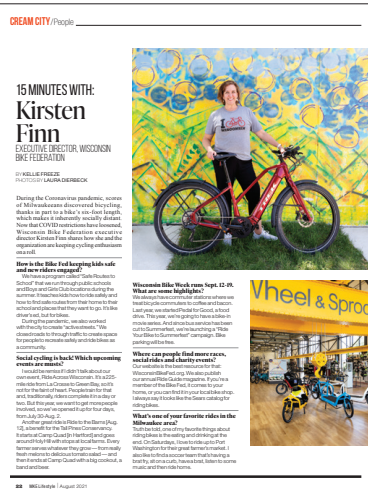 CREAM CITY/People
15 MINUTES WITH:
Kirsten
Finn
EXECUTIVE DIRECTOR, WISCONSIN
BIKE FEDERATION
BY KELLIE FREEZE
PHOTOS BY LAURA DIERBECK
During the Coronavirus pandemic, scores
of Milwaukeeans discovered bicycling,
thanks in part to a bike's six-foot length,
which makes it inherently socially distant.
Now that COVID restrictions have loosened,
Wisconsin Bike Federation executive
director Kirsten Finn shares how she and the
organization are keeping cycling enthusiasm
on a roll.
How is the Bike Fed keeping kids safe
and new riders engaged?
We have a program called "Safe Routes to
School" that we run through public schools
and Boys and Girls Club locations during the
summer. It teaches kids how to ride safely and
how to find safe routes from their home to their
school and places that they want to go. It's like
driver's ed, but for bikes.
During the pandemic, we also worked
with the city to create "active streets." We
closed roads to through traffic to create space
for people to recreate safely and ride bikes as
a community.
Social cycling is back! Which upcoming
events are musts?
I would be remiss if I didn't talk about our
own event, Ride Across Wisconsin. It's a 225-
mile ride from La Crosse to Green Bay, so it's
not for the faint of heart. People train for that
and, traditionally, riders complete it in a day or
two. But this year, we want to get more people
involved, so we've opened it up for four days,
from July 30-Aug. 2.
Another great ride is Ride to the Barns [Aug.
12], a benefit for the Tall Pines Conservancy.
It starts at Camp Quad [in Hartford] and goes
around Holy Hill with stops at local farms. Every
farmer serves whatever they grow — from really
fresh melons to delicious tomato salad — and
then it ends at Camp Quad with a big cookout, a
band and beer.
Wisconsin Bike Week runs Sept. 12-19.
What are some highlights?
We always have commuter stations where we
treat bicycle commuters to coffee and bacon.
Last year, we started Pedal for Good, a food
drive. This year, we're going to have a bike-in
movie series. And since bus service has been
cut to Summerfest, we're launching a "Ride
Your Bike to Summerfest" campaign. Bike
parking will be free.
Where can people find more races,
social rides and charity events?
Our website is the best resource for that:
WisconsinBikeFed.org. We also publish
our annual Ride Guide magazine. If you're a
member of the Bike Fed, it comes to your
home, or you can find it in your local bike shop.
I always say it looks like the Sears catalog for
riding bikes.
What's one of your favorite rides in the
Milwaukee area?
Truth be told, one of my favorite things about
riding bikes is the eating and drinking at the
end. On Saturdays, I love to ride up to Port
Washington for their great farmer's market. I
also like to find a soccer team that's having a
brat fry, sit on a curb, have a brat, listen to some
music and then ride home.
Wheel & Sproc
22 MKE Lifestyle | August 2021